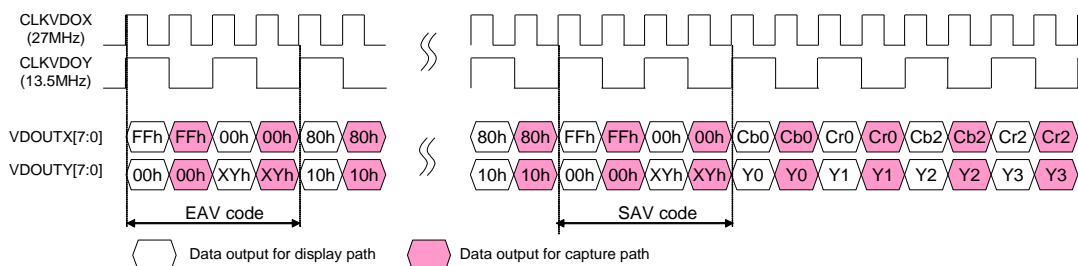 CLKVDOX
(27MHz)
CLKVDOY
(13.5MHz)
VDOUTX[7:0] FFh FFh 00h 00h 80h 80h 80h 80h FFh FFh 00h 00h Cb0 Cb0 Cr0 Cr0 Cb2 Cb2 Cr2 Cr2
VDOUTY[7:0] 00h 00h XYh XYh 10h 10h 10h 10h 00h 00h XYh XYh Y0 Y0 Y1 Y1 Y2 Y2 Y3 Y3
EAV code SAV code
Data output for display path Data output for capture path